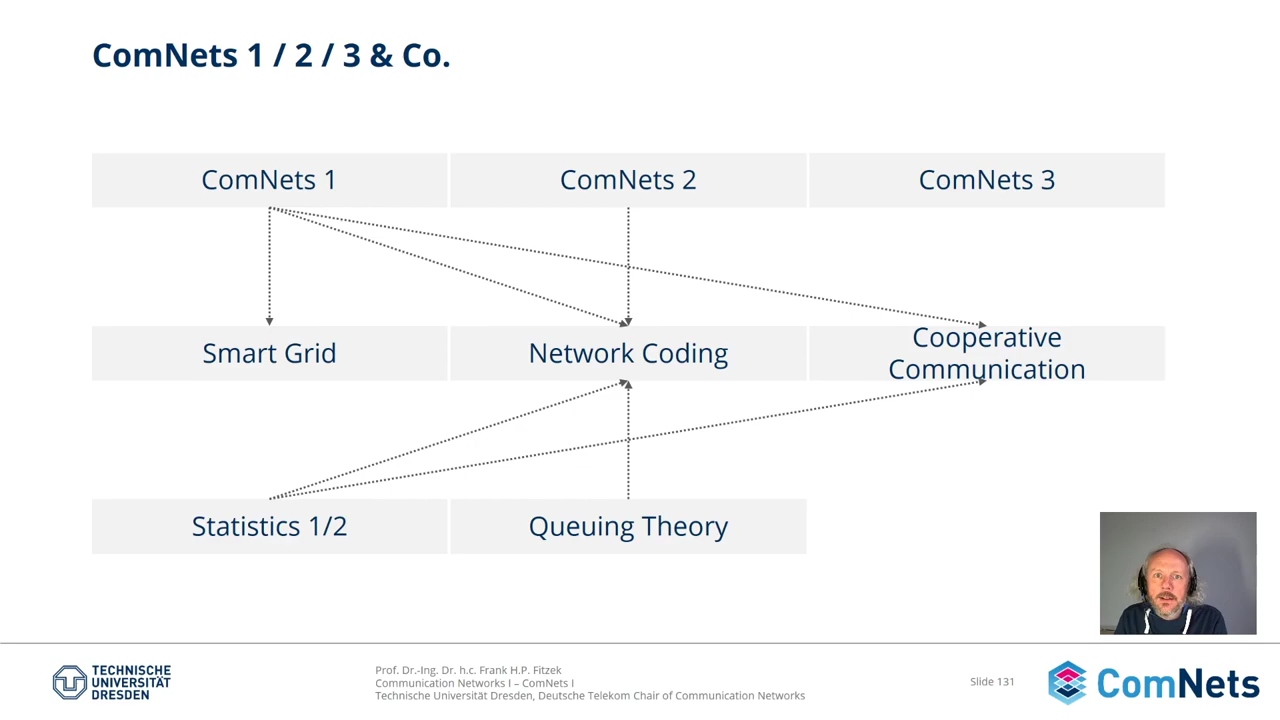 ComNets 1 / 2 / 3 & Co.
ComNets 1
ComNets 2
ComNets 3
Smart Grid
Network Coding
Cooperative
Communication
Statistics 1/2
Queuing Theory
TECHNISCHE
UNIVERSITÄT
DRESDEN
Prof. Dr.-Ing. Dr. h.c. Frank H.P. Fitzek
Communication Networks I – ComNets I
Technische Universität Dresden, Deutsche Telekom Chair of Communication Networks
Slide 131
ComNets